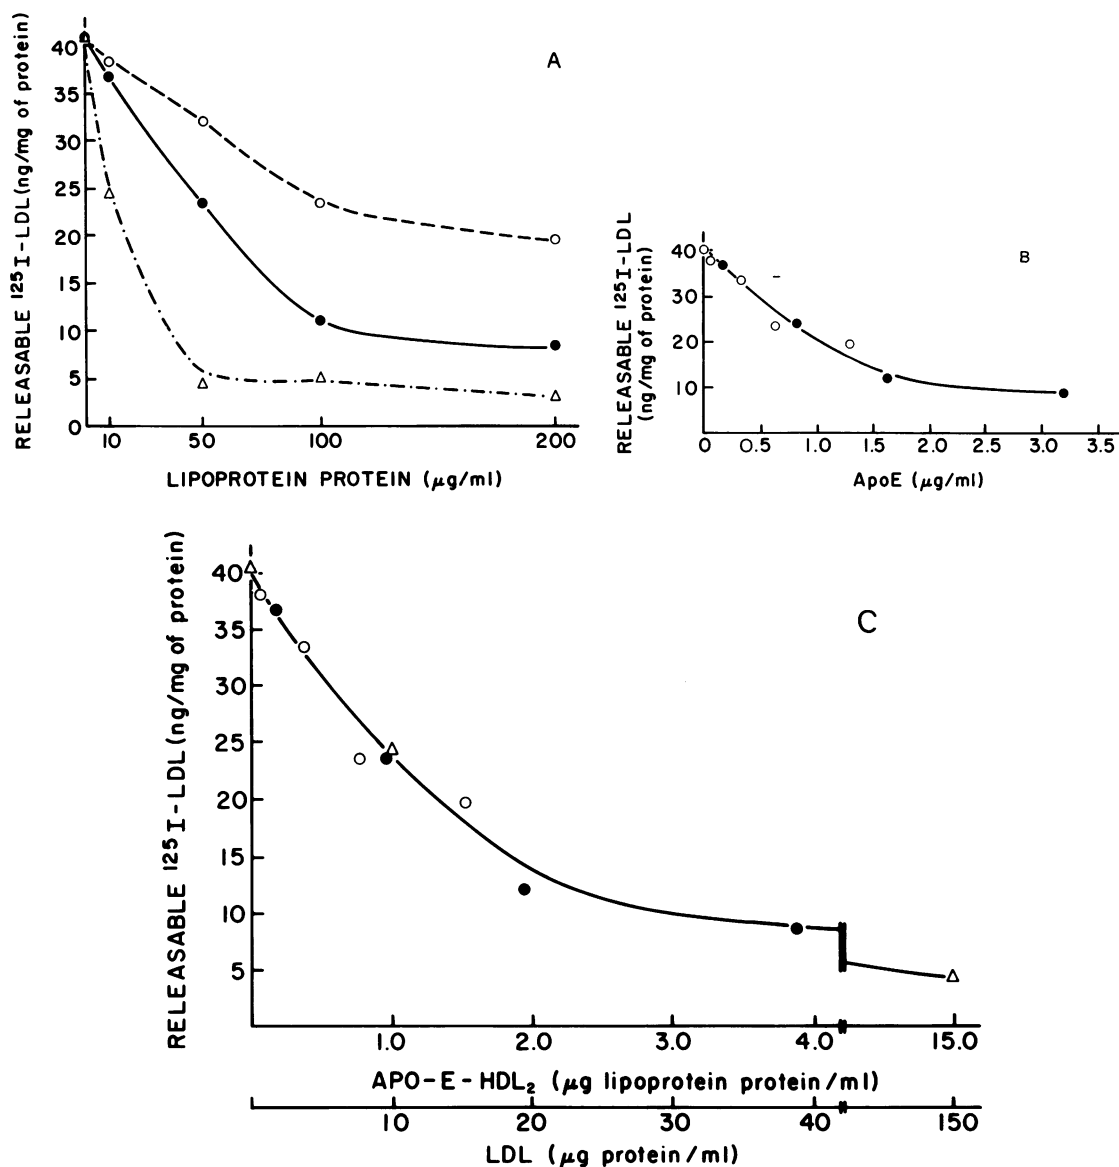 A
RELEASABLE 125I-LDL (ng/mg of protein)
40
35
30
25
20
15
10
5
0
10 50 100 200
LIPOPROTEIN PROTEIN (μg/ml)
B
RELEASABLE 125I-LDL
(ng/mg of protein)
40
30
20
10
0 0.5 1.0 1.5 2.0 2.5 3.0 3.5
ApoE (μg/ml)
C
RELEASABLE 125I-LDL (ng/mg of protein)
40
35
30
25
20
15
10
5
1.0 2.0 3.0 4.0 15.0
APO-E-HDL2 (μg lipoprotein protein/ml)
10 20 30 40 150
LDL (μg protein/ml)